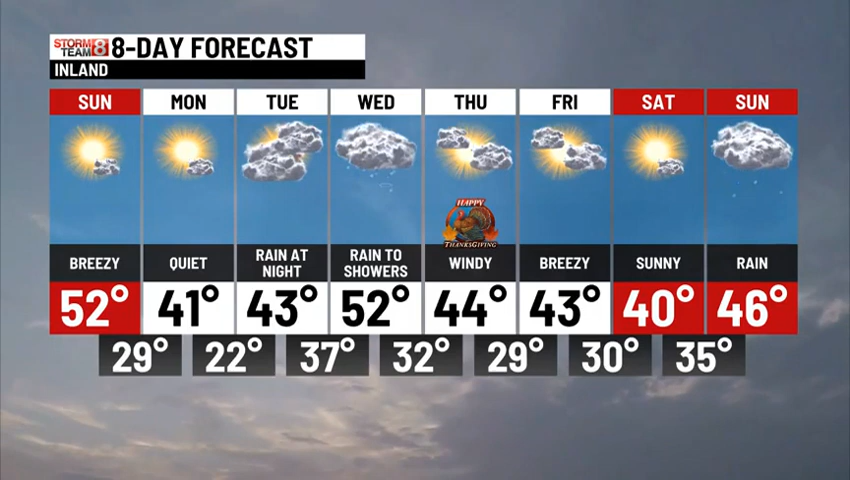 STORM TEAM 8 8-DAY FORECAST
INLAND
SUN MON TUE WED THU FRI SAT SUN
HAPPY
THANKSGIVING
BREEZY QUIET RAIN AT NIGHT RAIN TO SHOWERS WINDY BREEZY SUNNY RAIN
52° 41° 43° 52° 44° 43° 40° 46°
29° 22° 37° 32° 29° 30° 35°